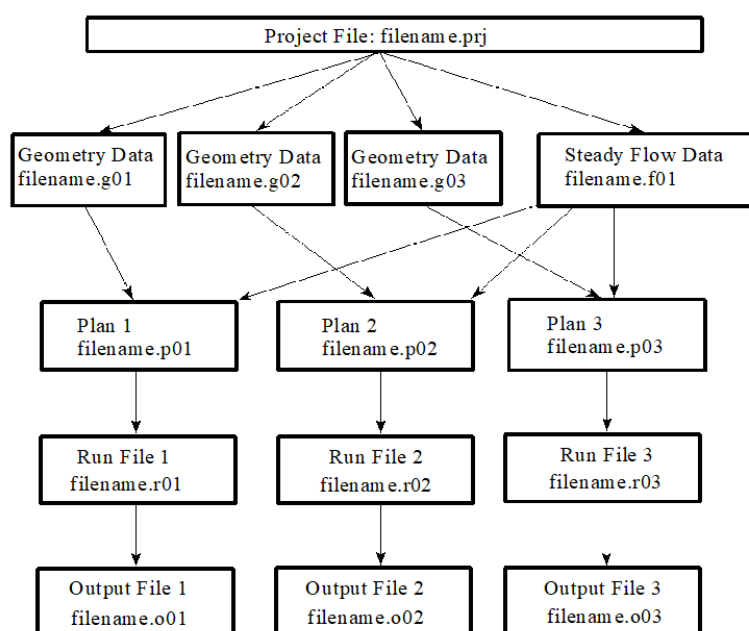 Project File: filename.prj
Geometry Data
filename.g01
Geometry Data
filename.g02
Geometry Data
filename.g03
Steady Flow Data
filename.f01
Plan 1
filename.p01
Plan 2
filename.p02
Plan 3
filename.p03
Run File 1
filename.r01
Run File 2
filename.r02
Run File 3
filename.r03
Output File 1
filename.o01
Output File 2
filename.o02
Output File 3
filename.o03